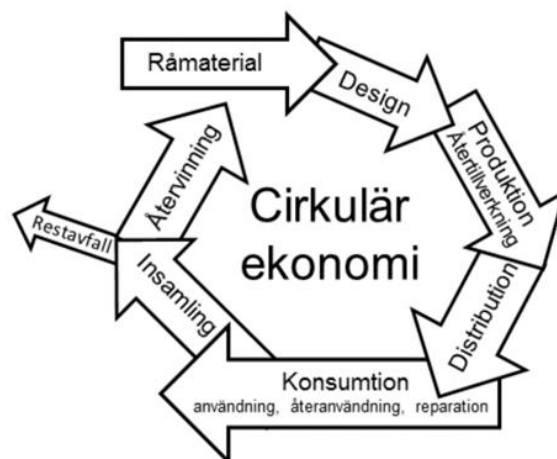 Råmaterial
Design
Produktion
Återtillverkning
Distribution
Konsumtion
användning, återanvändning, reparation
Insamling
Restavfall
Återvinning
Cirkulär
ekonomi